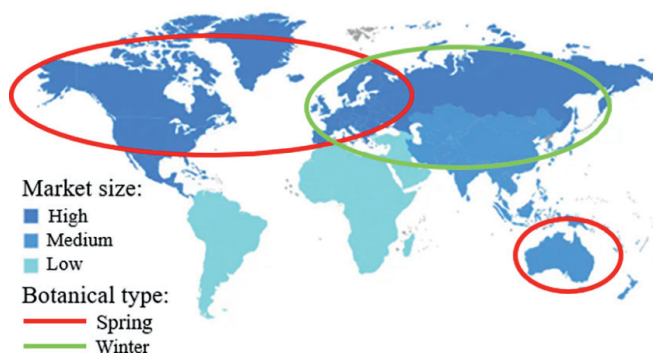 Market size:
High
Medium
Low
Botanical type:
Spring
Winter